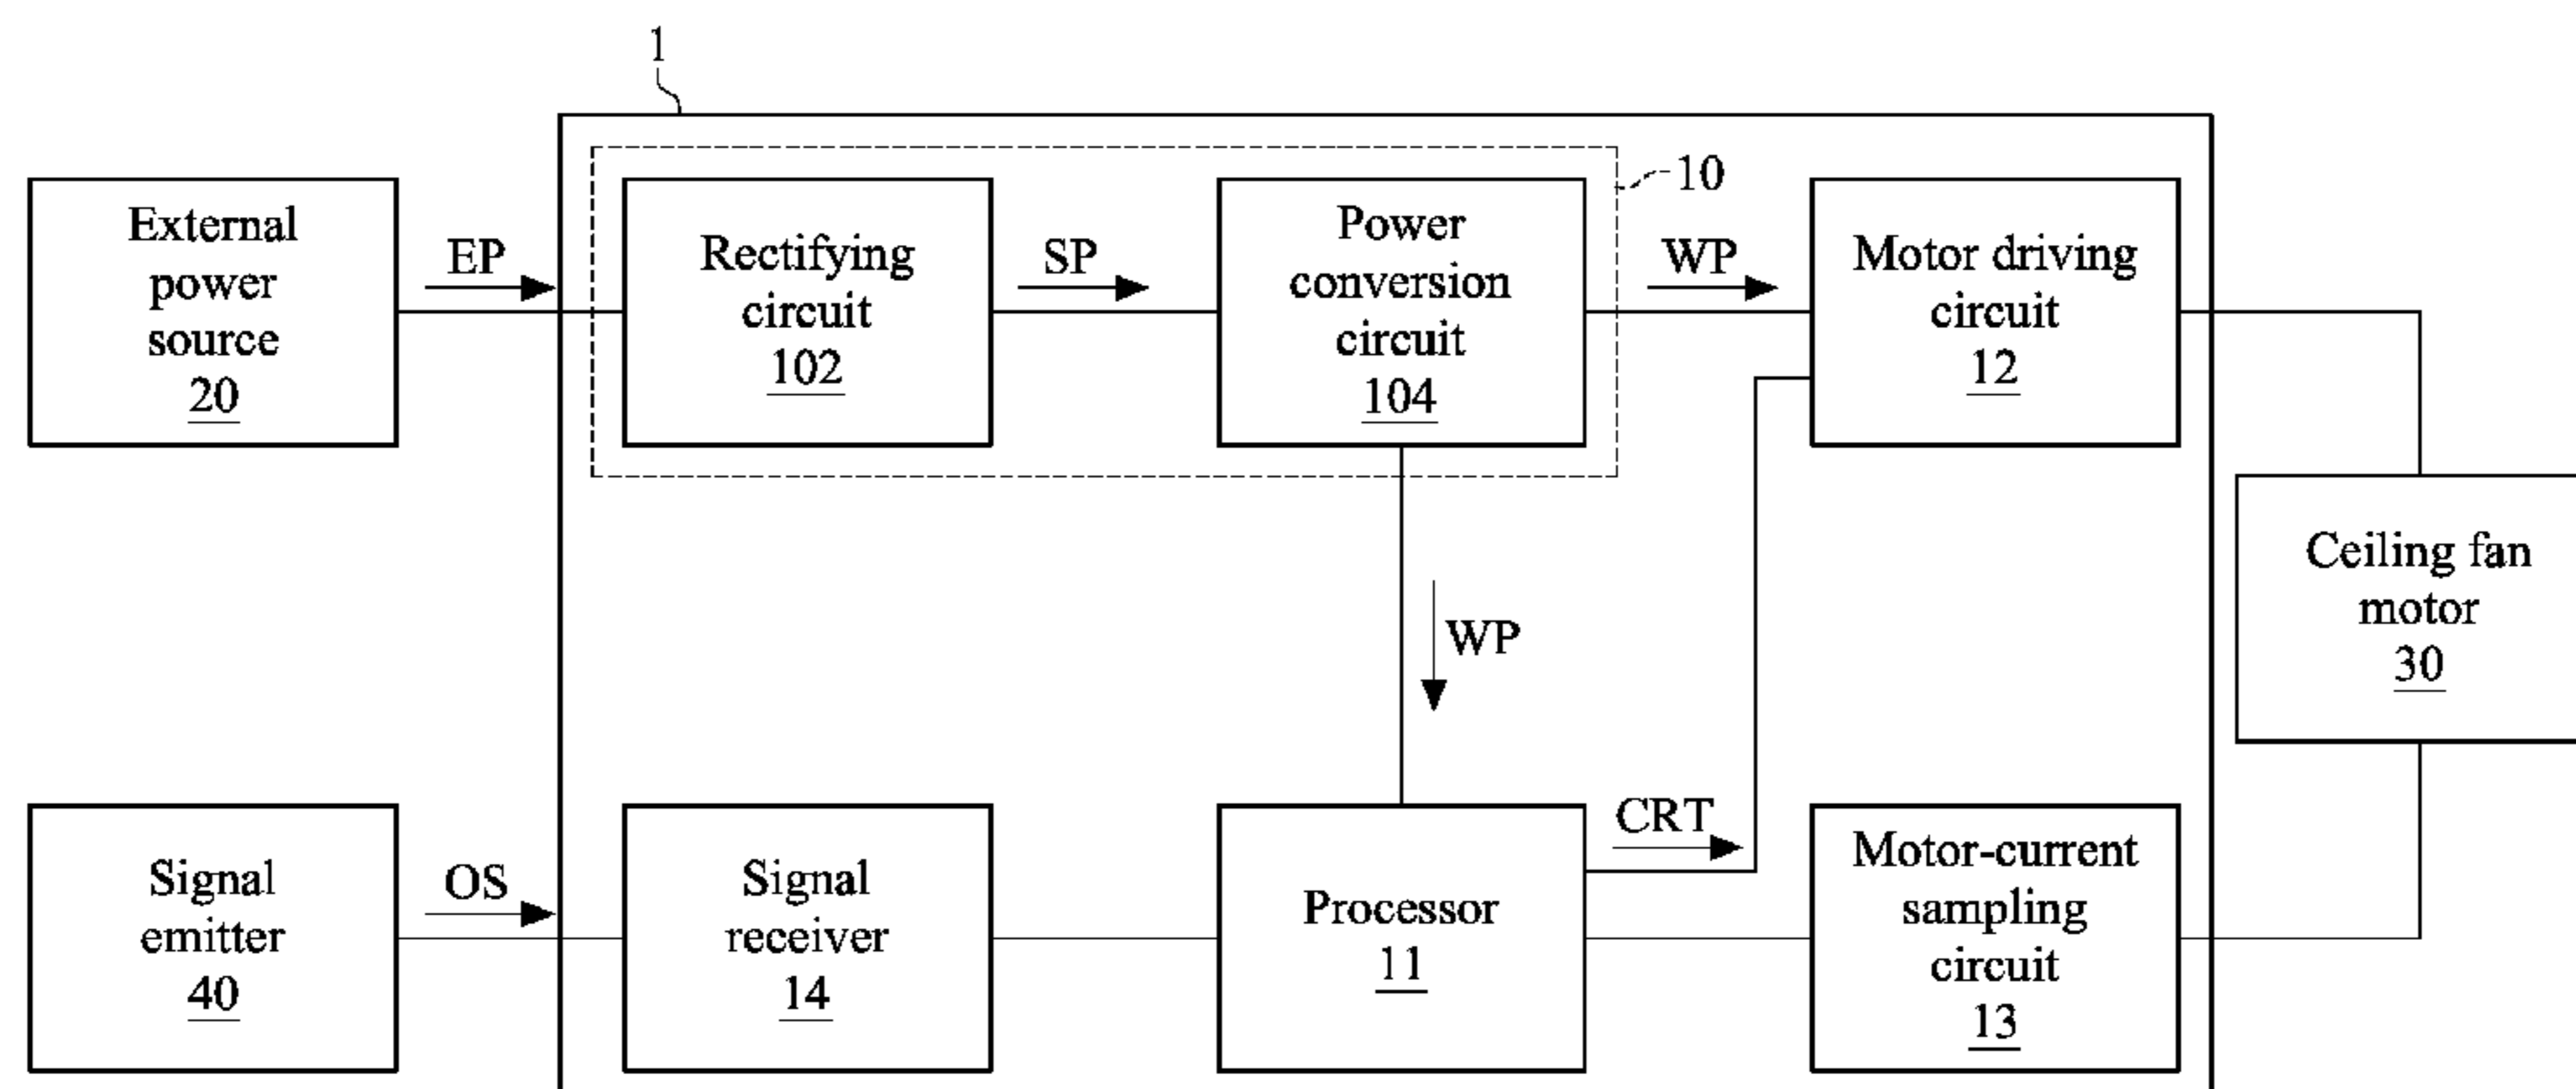 1
10
External
power
source
20
EP
Rectifying
circuit
102
SP
Power
conversion
circuit
104
WP
Motor driving
circuit
12
WP
Ceiling fan
motor
30
Signal
emitter
40
OS
Signal
receiver
14
Processor
11
CRT
Motor-current
sampling
circuit
13